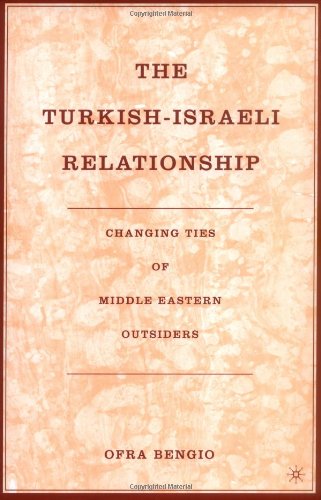 THE
TURKISH-ISRAELI
RELATIONSHIP
CHANGING TIES
OF
MIDDLE EASTERN
OUTSIDERS
OFRA BENGIO